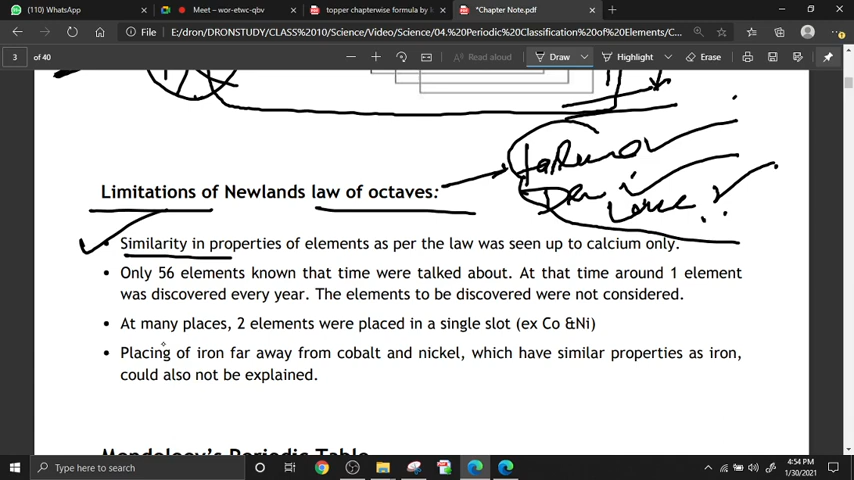 (110) WhatsApp
Meet – wor-etwc-qbv
topper chapterwise formula by k
*Chapter Note.pdf
File
E:/dron/DRONSTUDY/CLASS%2010/Science/Video/Science/04.%20Periodic%20Classification%20of%20Elements/C...
3 of 40
Read aloud
Draw
Highlight
Erase
Limitations of Newlands law of octaves:
• Similarity in properties of elements as per the law was seen up to calcium only.
• Only 56 elements known that time were talked about. At that time around 1 element
was discovered every year. The elements to be discovered were not considered.
• At many places, 2 elements were placed in a single slot (ex Co &Ni)
• Placing of iron far away from cobalt and nickel, which have similar properties as iron,
could also not be explained.
Mendeleev's Periodic Table
Type here to search
4:54 PM
1/30/2021